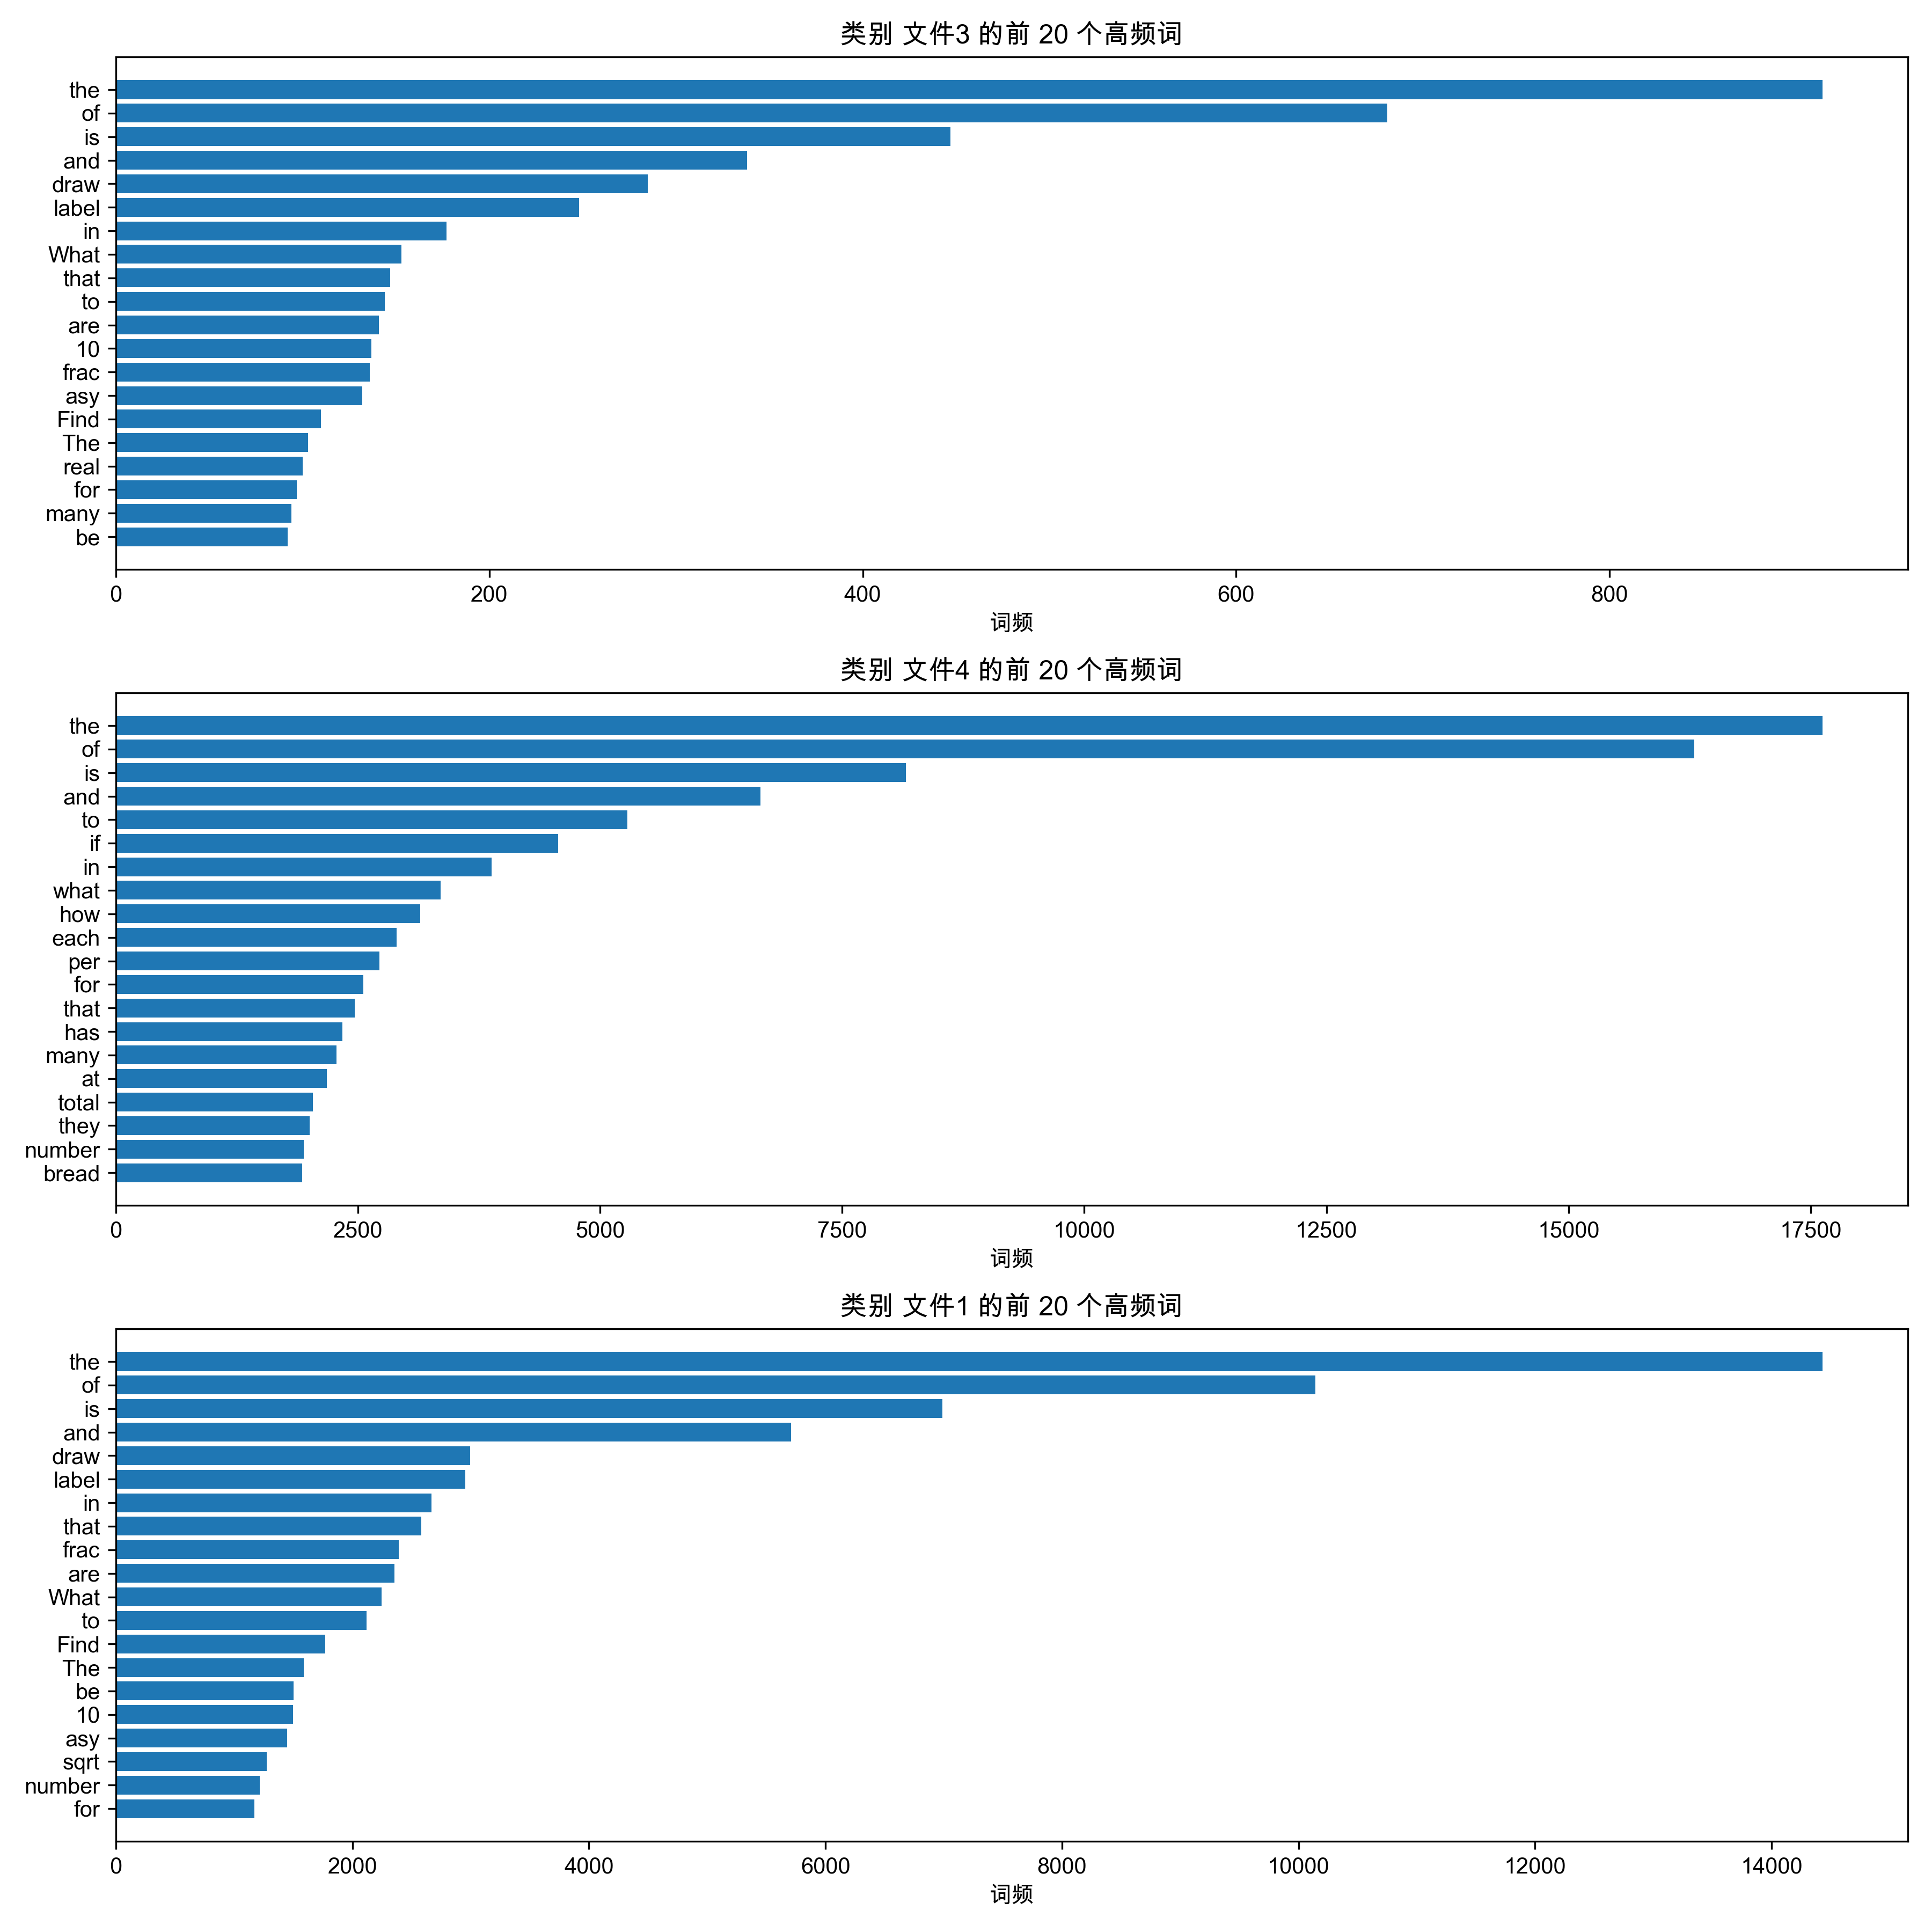 类别 文件3 的前 20 个高频词
the
of
is
and
draw
label
in
What
that
to
are
10
frac
asy
Find
The
real
for
many
be
0 200 400 600 800
词频
类别 文件4 的前 20 个高频词
the
of
is
and
to
if
in
what
how
each
per
for
that
has
many
at
total
they
number
bread
0 2500 5000 7500 10000 12500 15000 17500
词频
类别 文件1 的前 20 个高频词
the
of
is
and
draw
label
in
that
frac
are
What
to
Find
The
be
10
asy
sqrt
number
for
0 2000 4000 6000 8000 10000 12000 14000
词频